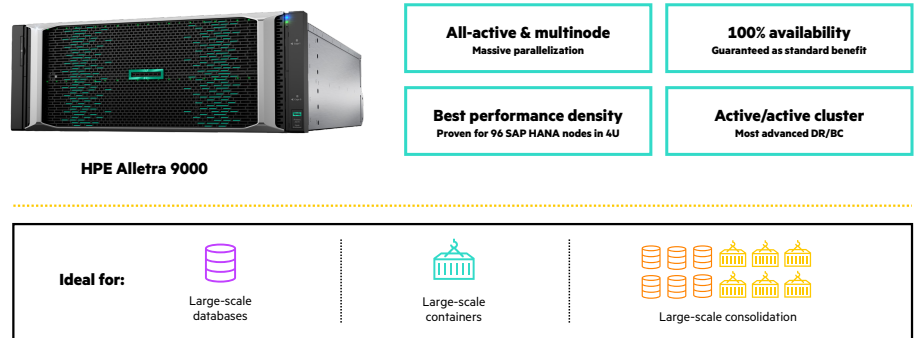 All-active & multinode
Massive parallelization
100% availability
Guaranteed as standard benefit
Best performance density
Proven for 96 SAP HANA nodes in 4U
Active/active cluster
Most advanced DR/BC
HPE Alletra 9000
Ideal for:
Large-scale
databases
Large-scale
containers
Large-scale consolidation